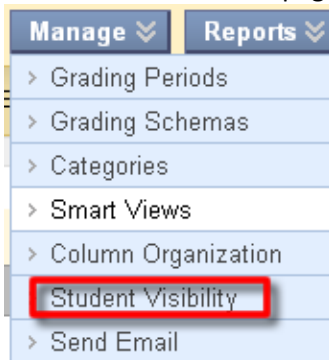 Manage Reports
Grading Periods
Grading Schemas
Categories
Smart Views
Column Organization
Student Visibility
Send Email